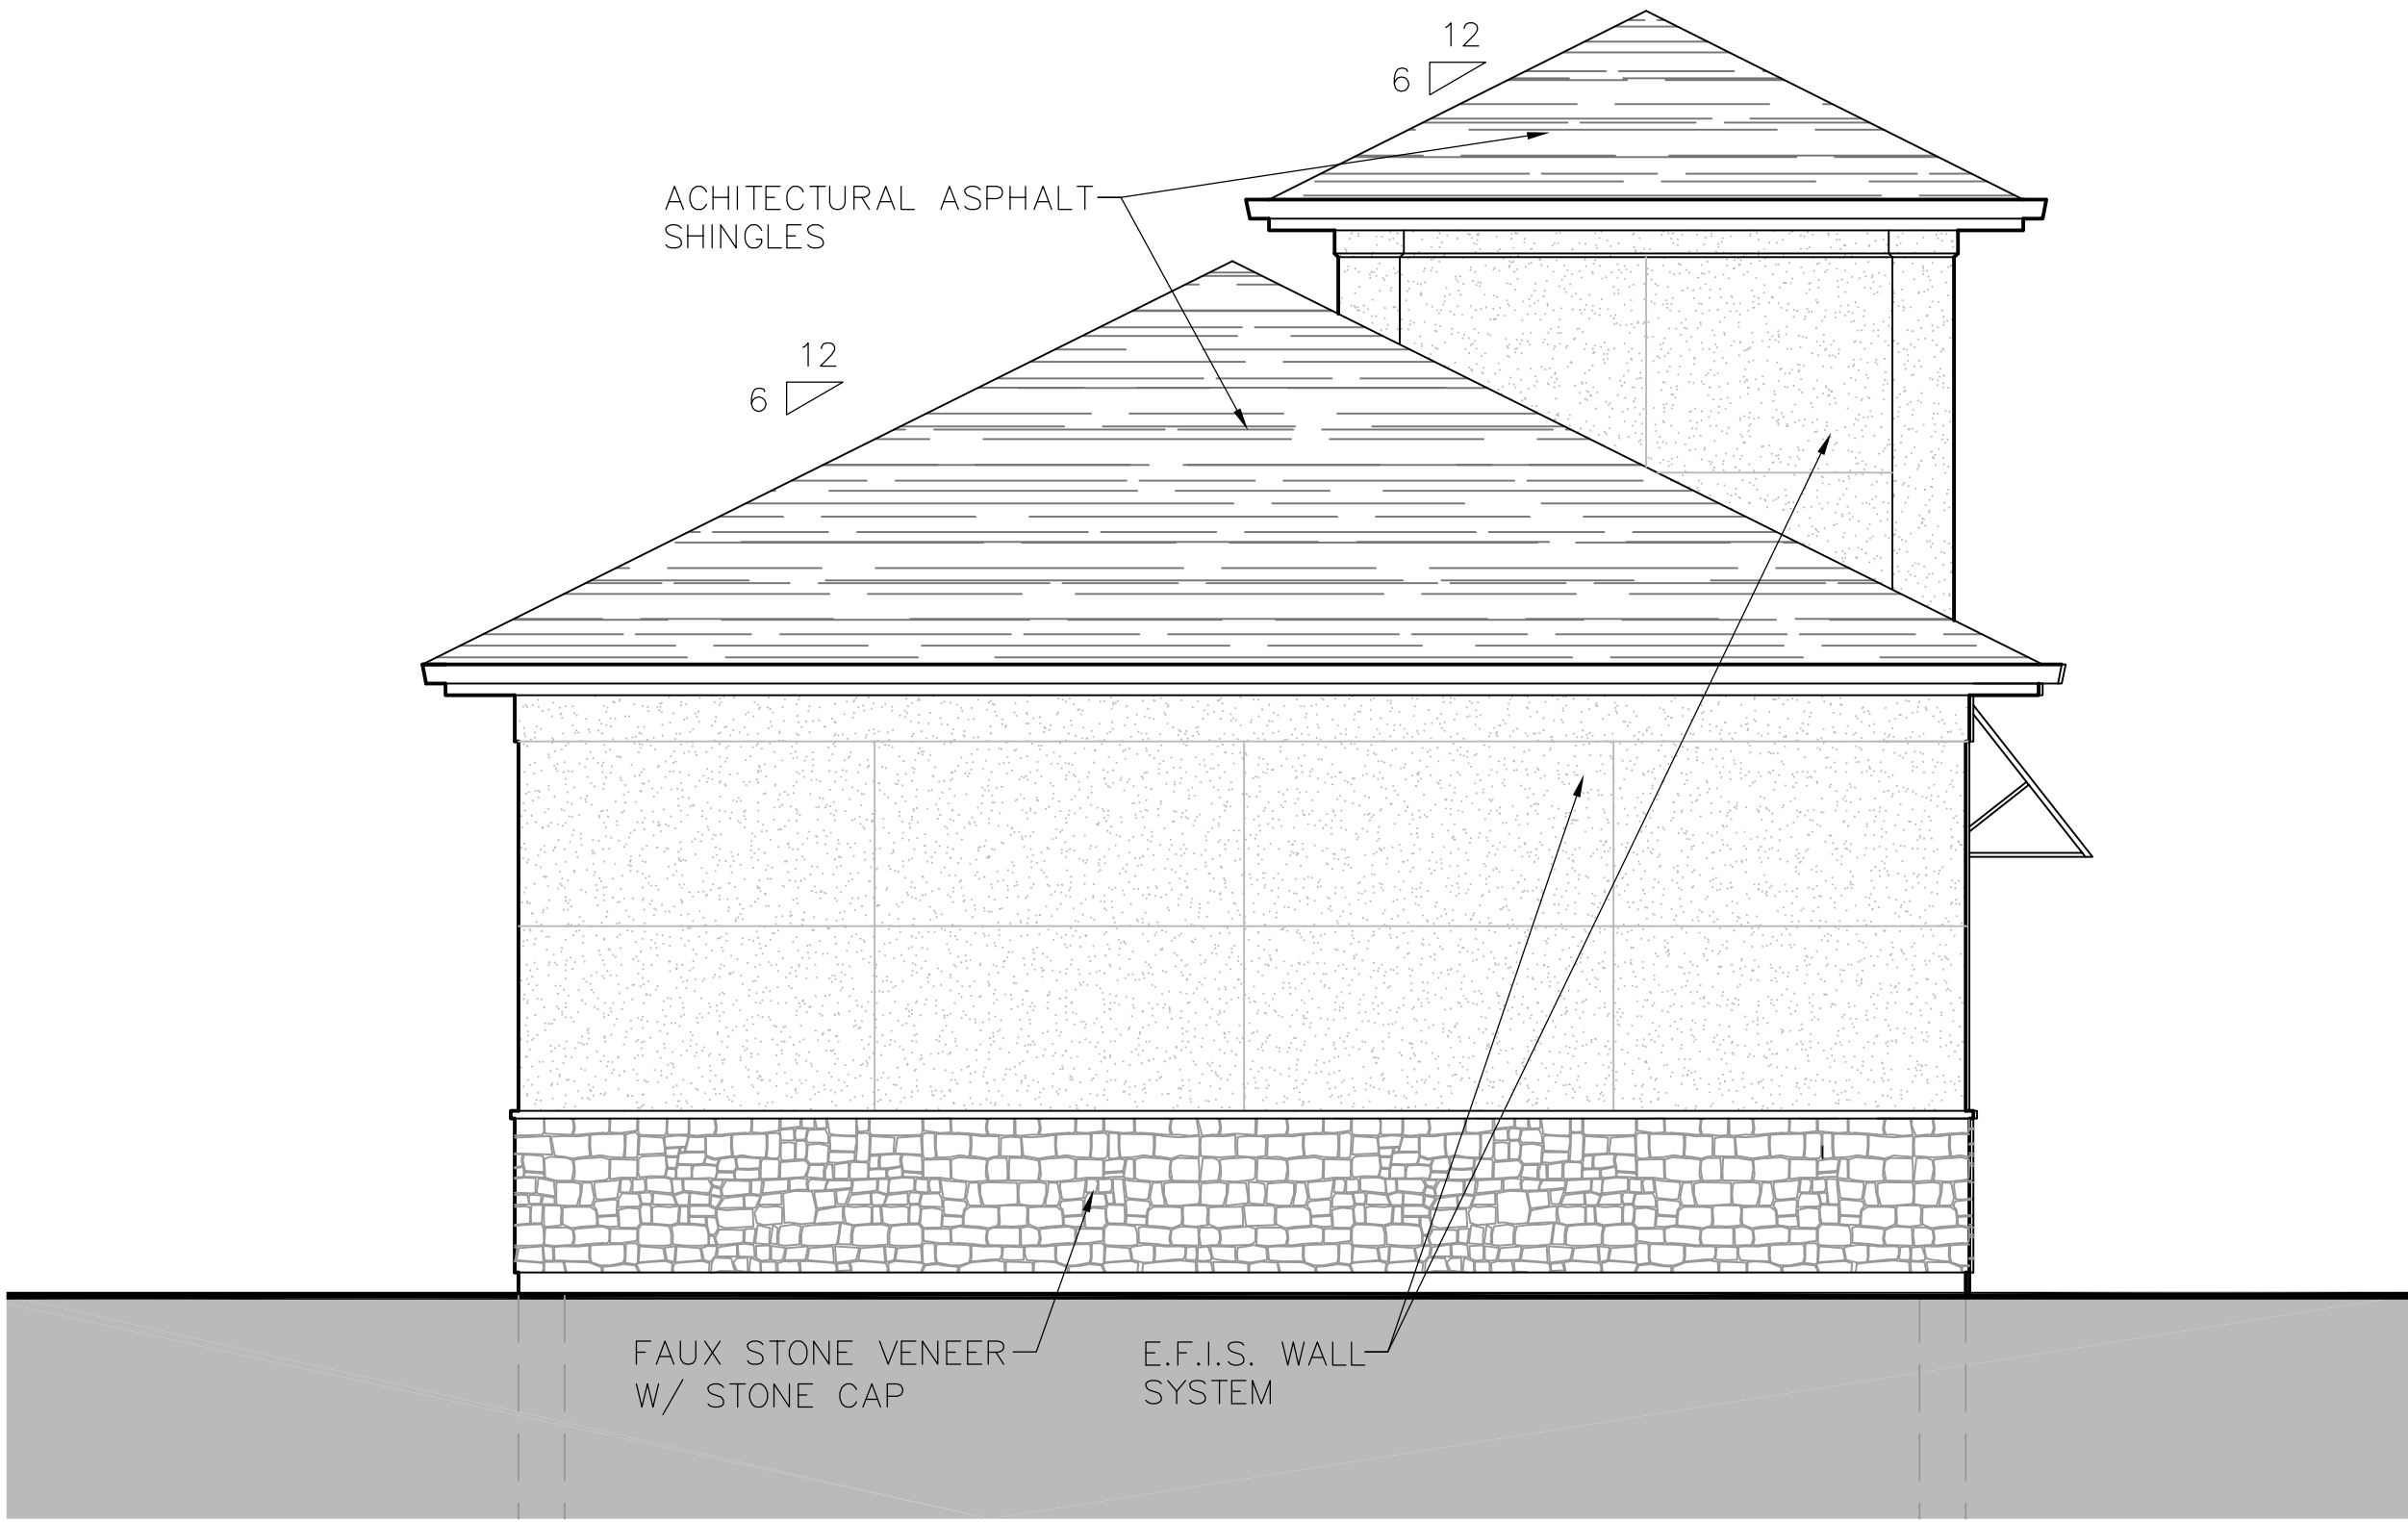 12
6
ACHITECTURAL ASPHALT
SHINGLES
12
6
FAUX STONE VENEER
W/ STONE CAP
E.F.I.S. WALL
SYSTEM